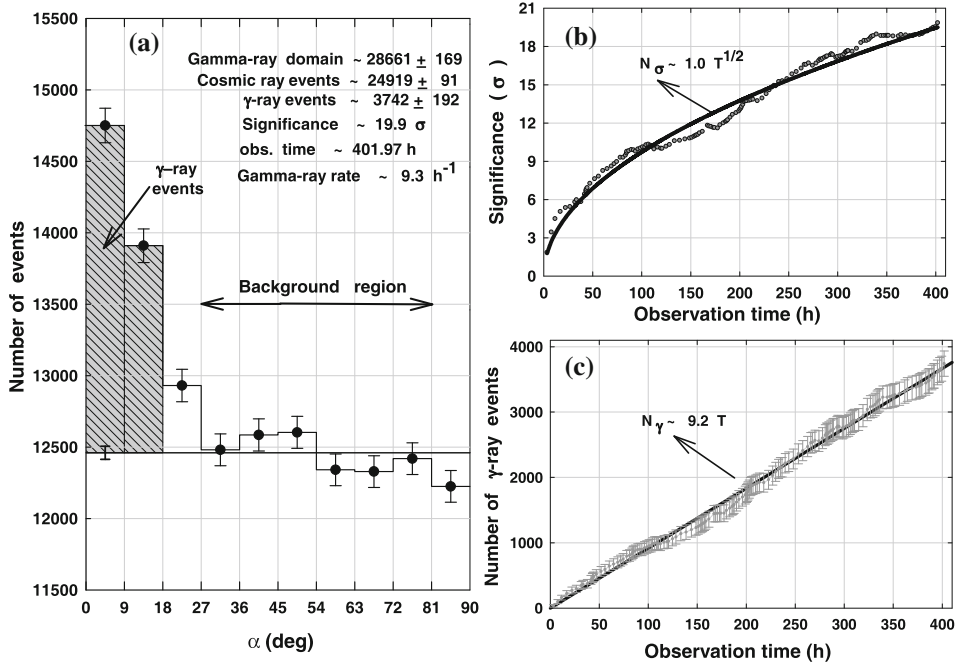 (a)
Gamma-ray domain ~ 28661 ± 169
Cosmic ray events ~ 24919 ± 91
γ-ray events ~ 3742 ± 192
Significance ~ 19.9 σ
obs. time ~ 401.97 h
Gamma-ray rate ~ 9.3 h⁻¹
γ-ray
events
Background region
Number of events
15500
15000
14500
14000
13500
13000
12500
12000
11500
0 9 18 27 36 45 54 63 72 81 90
α (deg)
(b)
N σ ~ 1.0 T^1/2
Significance (σ)
21
18
15
12
9
6
3
0
0 50 100 150 200 250 300 350 400
Observation time (h)
(c)
N γ ~ 9.2 T
Number of γ-ray events
4000
3000
2000
1000
0
0 50 100 150 200 250 300 350 400
Observation time (h)